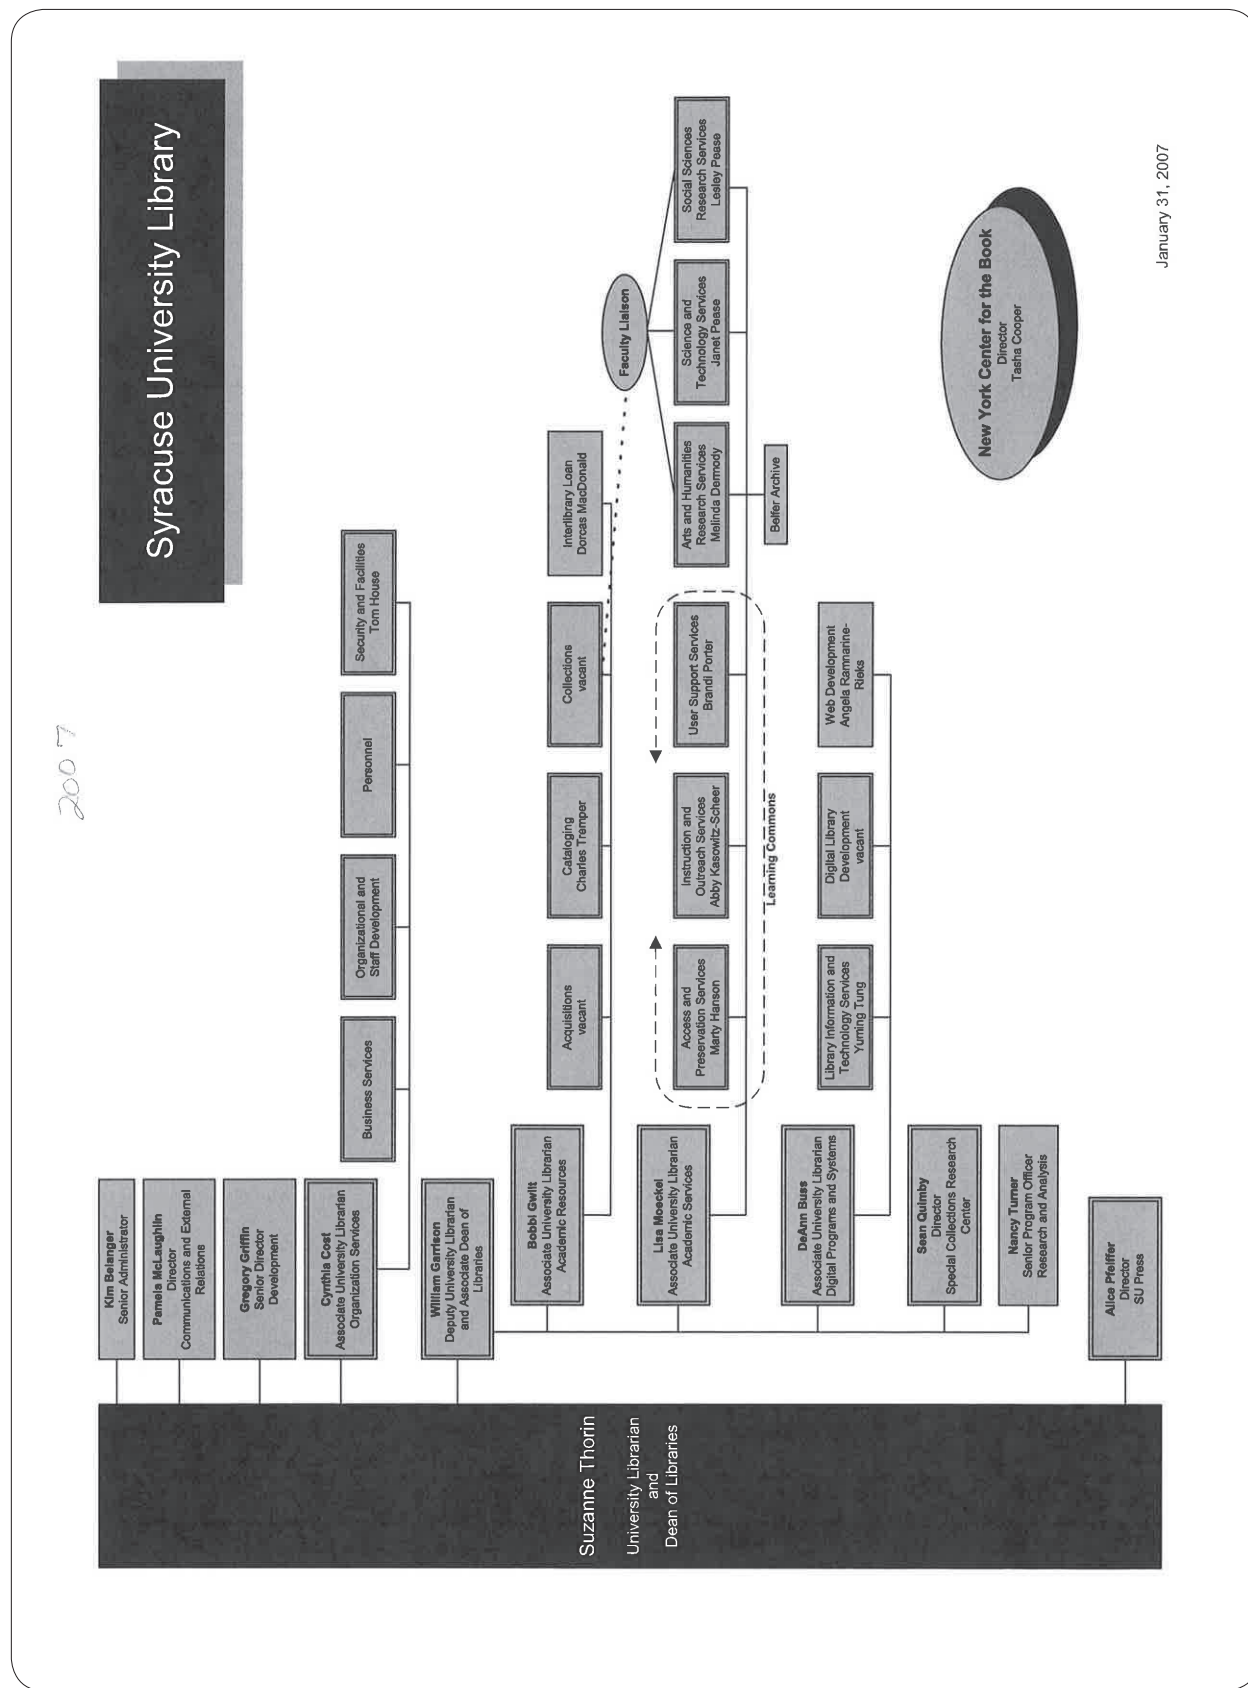 2007
Syracuse University Library
Suzanne Thorin
University Librarian
and
Dean of Libraries
Kim Belanger
Senior Administrator
Pamela McLaughlin
Director
Communications and External
Relations
Gregory Griffin
Senior Director
Development
Cynthia Cost
Associate University Librarian
Organization Services
Business Services
Organizational and
Staff Development
Personnel
Security and Facilities
Tom House
William Garrison
Deputy University Librarian
and Associate Dean of
Libraries
Bobbi Gwilt
Associate University Librarian
Academic Resources
Acquisitions
vacant
Cataloging
Charles Tremper
Collections
vacant
Interlibrary Loan
Dorcas MacDonald
Faculty Liaison
Lisa Moeckel
Associate University Librarian
Academic Services
Access and
Preservation Services
Marty Hanson
Instruction and
Outreach Services
Abby Kasowitz-Scheer
User Support Services
Brandi Porter
Arts and Humanities
Research Services
Melinda Dermody
Science and
Technology Services
Janet Pease
Social Sciences
Research Services
Lesley Pease
Learning Commons
Belfer Archive
DeAnn Buss
Associate University Librarian
Digital Programs and Systems
Library Information and
Technology Services
Yuming Tung
Digital Library
Development
vacant
Web Development
Angela Ramnarine-
Rieks
Sean Quimby
Director
Special Collections Research
Center
Nancy Turner
Senior Program Officer
Research and Analysis
Alice Pfeiffer
Director
SU Press
New York Center for the Book
Director
Tasha Cooper
January 31, 2007